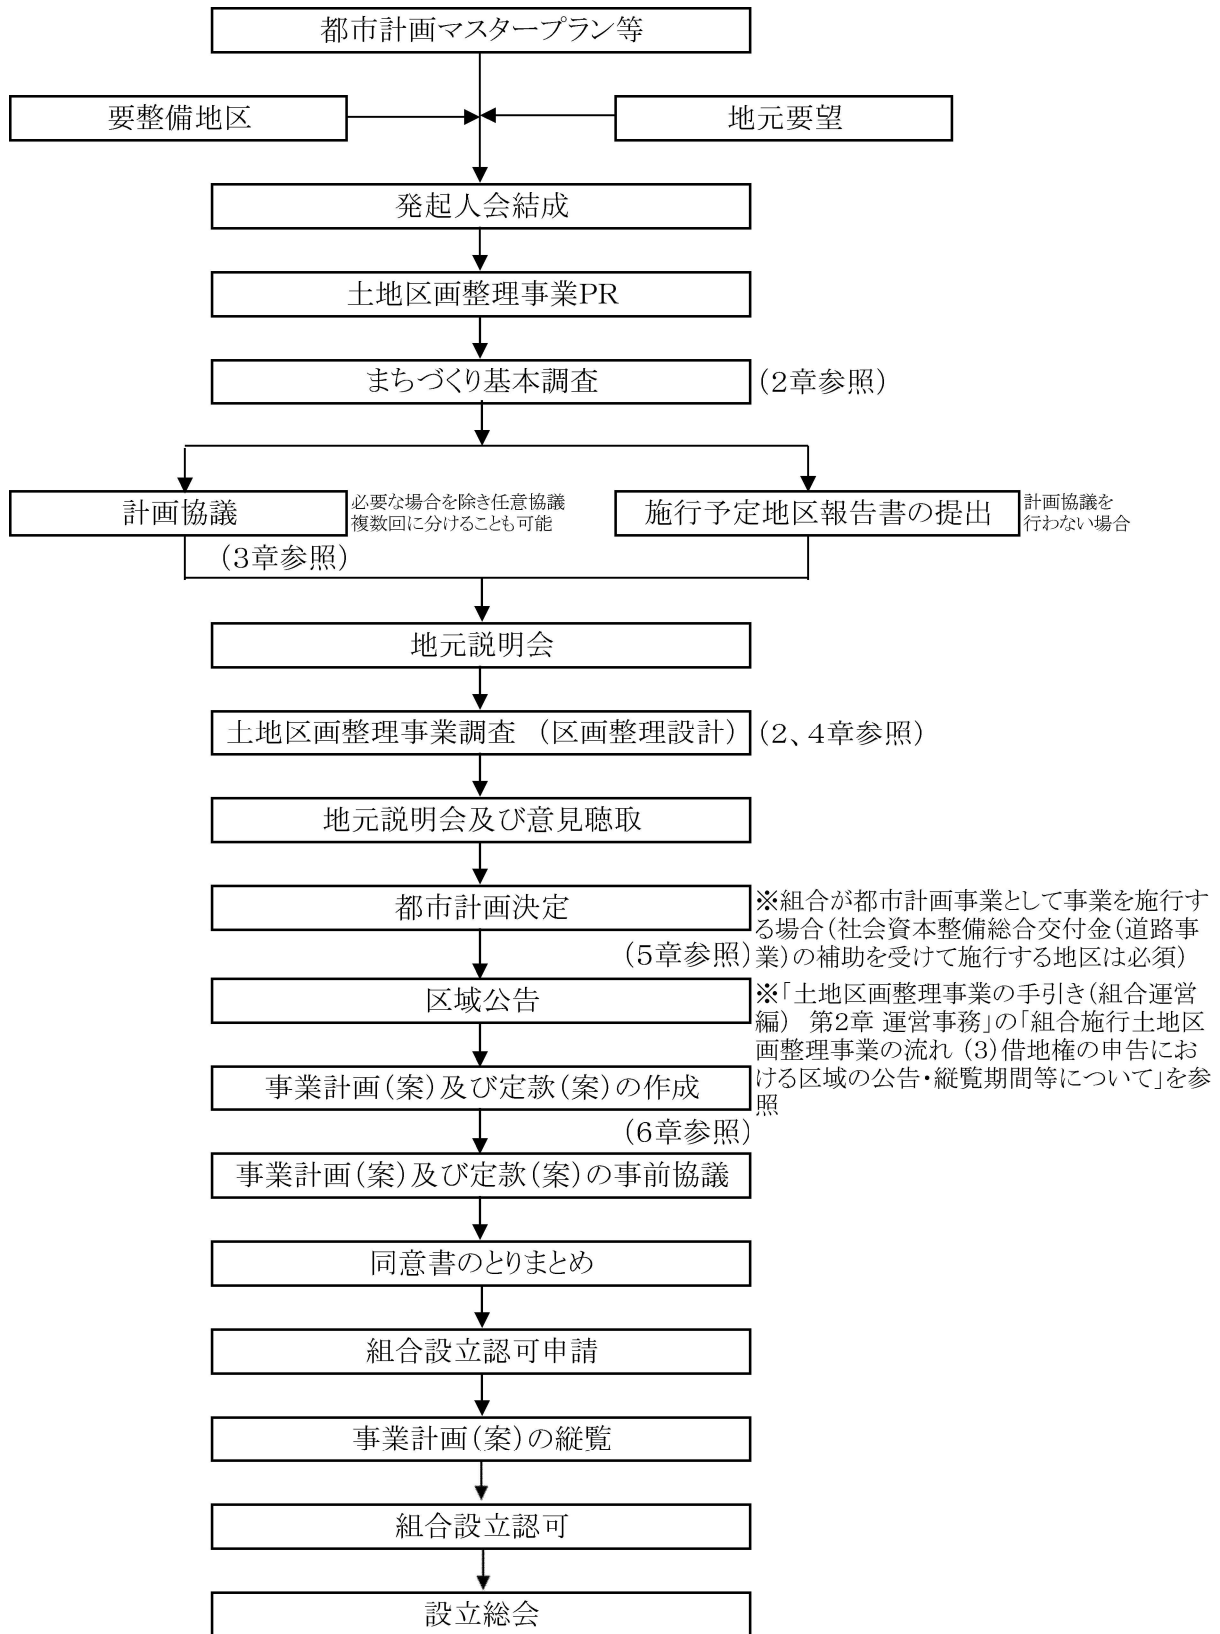 都市計画マスタープラン等
要整備地区
地元要望
発起人会結成
土地区画整理事業PR
まちづくり基本調査
（2章参照）
計画協議
必要な場合を除き任意協議
複数回に分けることも可能
施行予定地区報告書の提出
計画協議を
行わない場合
（3章参照）
地元説明会
土地区画整理事業調査　（区画整理設計）
（2、4章参照）
地元説明会及び意見聴取
都市計画決定
※組合が都市計画事業として事業を施行す
る場合（社会資本整備総合交付金（道路事
業）の補助を受けて施行する地区は必須）
（5章参照）
区域公告
※「土地区画整理事業の手引き（組合運営
編）　第2章 運営事務」の「組合施行土地区
画整理事業の流れ （3）借地権の申告にお
ける区域の公告・縦覧期間等について」を参
照
事業計画（案）及び定款（案）の作成
（6章参照）
事業計画（案）及び定款（案）の事前協議
同意書のとりまとめ
組合設立認可申請
事業計画（案）の縦覧
組合設立認可
設立総会